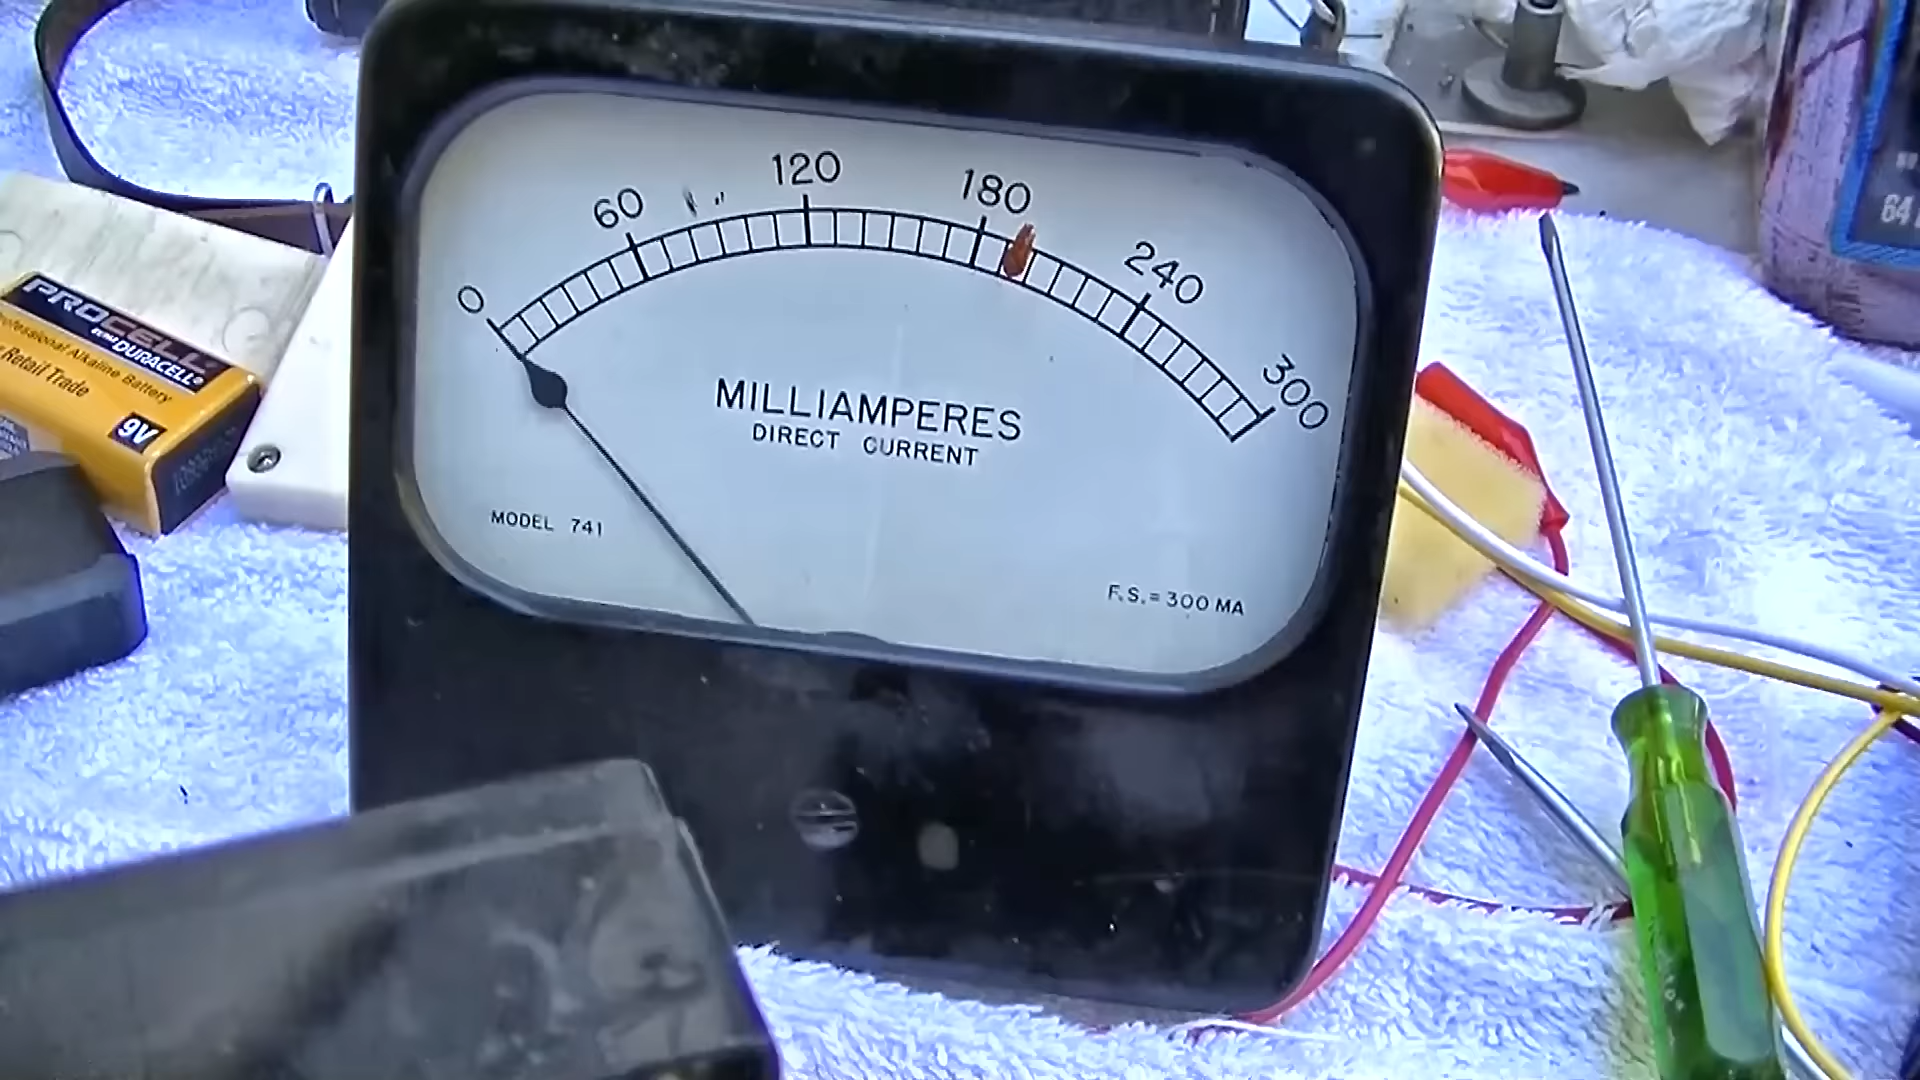 0
60
120
180
240
300
MILLIAMPERES
DIRECT CURRENT
MODEL 741
F.S.= 300 MA
PROCELL
DURACELL®
Professional Alkaline Battery
Retail Trade
9V
64